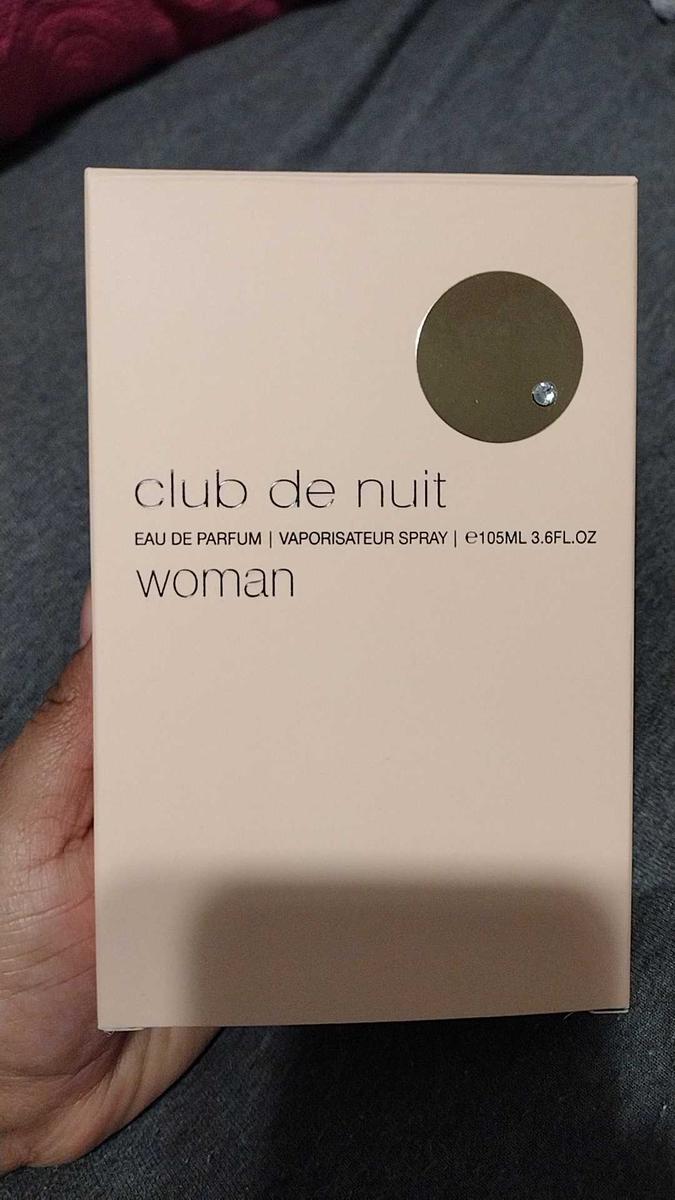 club de nuit
EAU DE PARFUM | VAPORISATEUR SPRAY | ℮105ML 3.6FL.OZ
woman